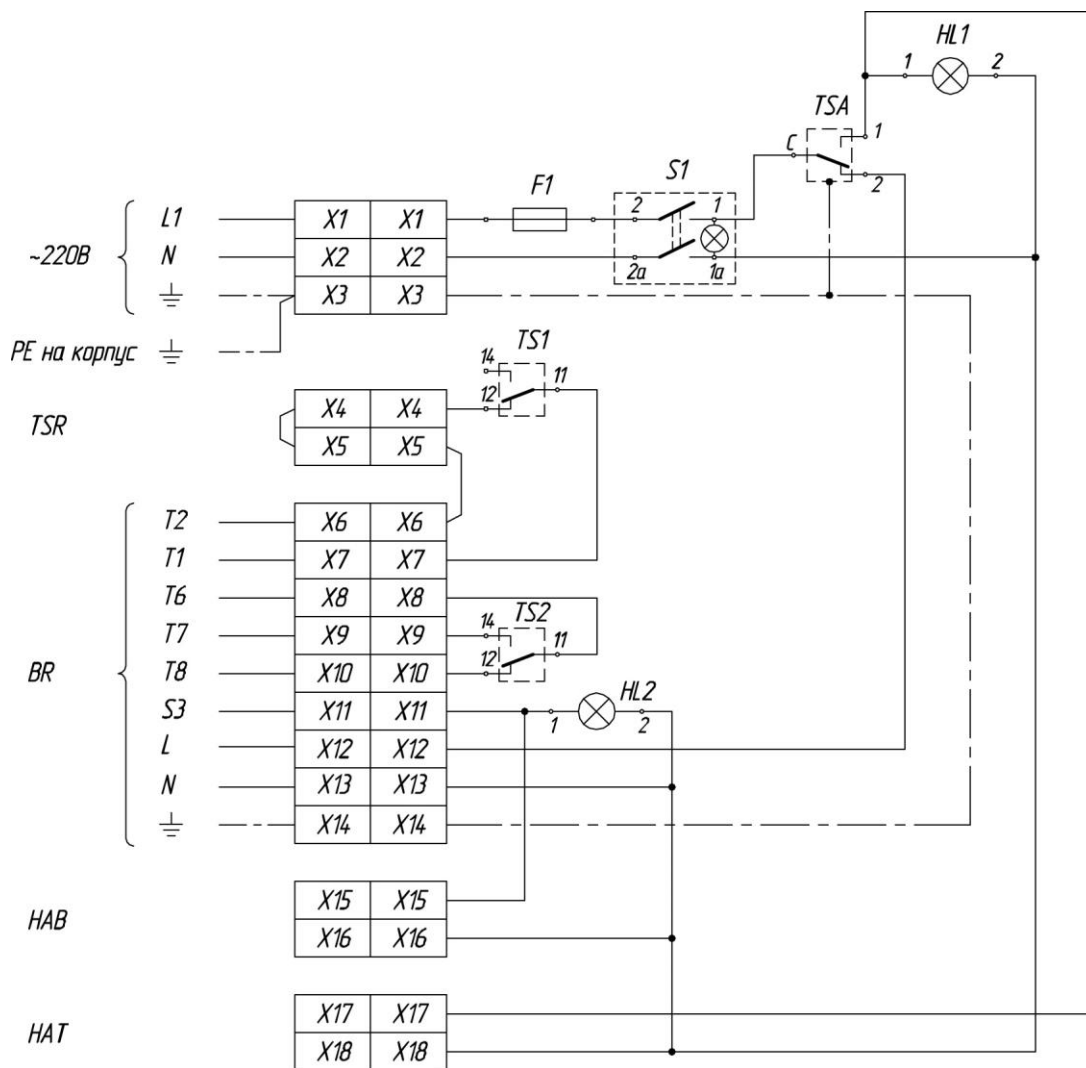 HL1
1 2
TSA
1
C
2
F1
S1
L1 X1 X1 2 1
~220В N X2 X2 2a 1a
X3 X3
PE на корпус
TS1
14
11
12
TSR X4 X4
X5 X5
T2 X6 X6
T1 X7 X7
T6 X8 X8
TS2
T7 X9 X9 14
11
BR T8 X10 X10 12
HL2
S3 X11 X11 1 2
L X12 X12
N X13 X13
X14 X14
HAB X15 X15
X16 X16
HAT X17 X17
X18 X18